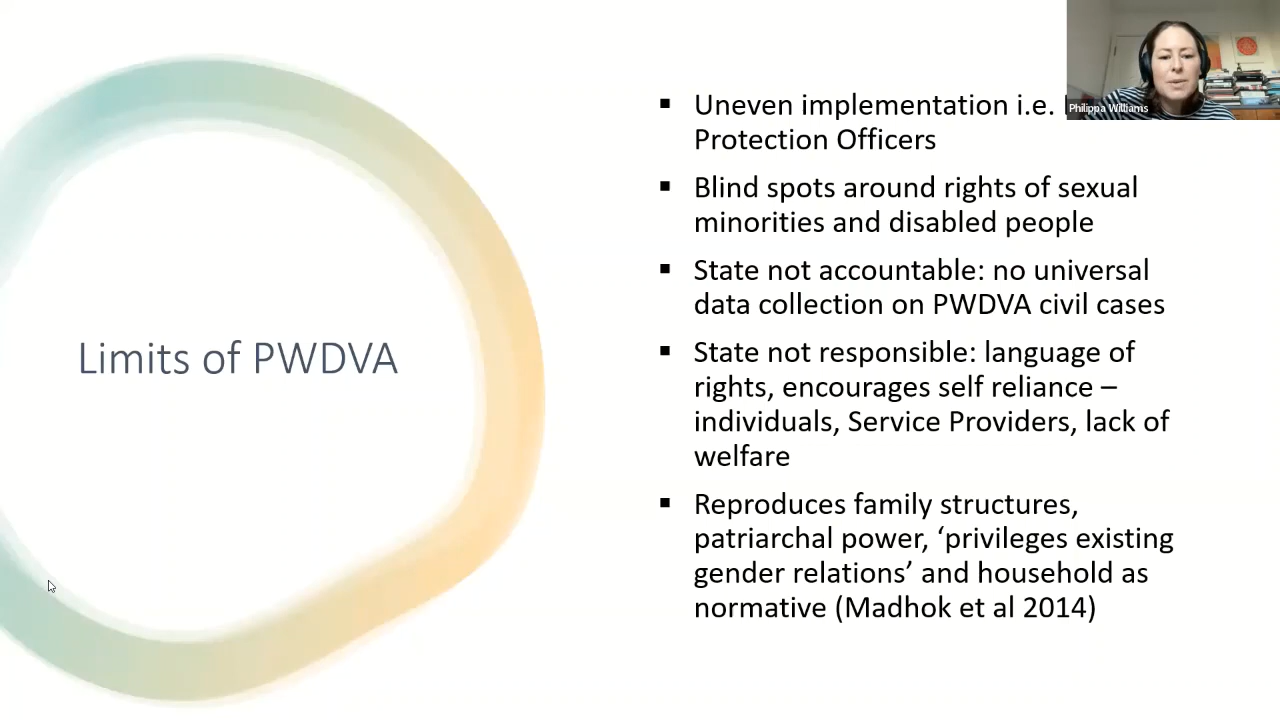 Limits of PWDVA
▪ Uneven implementation i.e.
Protection Officers
▪ Blind spots around rights of sexual
minorities and disabled people
▪ State not accountable: no universal
data collection on PWDVA civil cases
▪ State not responsible: language of
rights, encourages self reliance –
individuals, Service Providers, lack of
welfare
▪ Reproduces family structures,
patriarchal power, ‘privileges existing
gender relations’ and household as
normative (Madhok et al 2014)
Philippa Williams